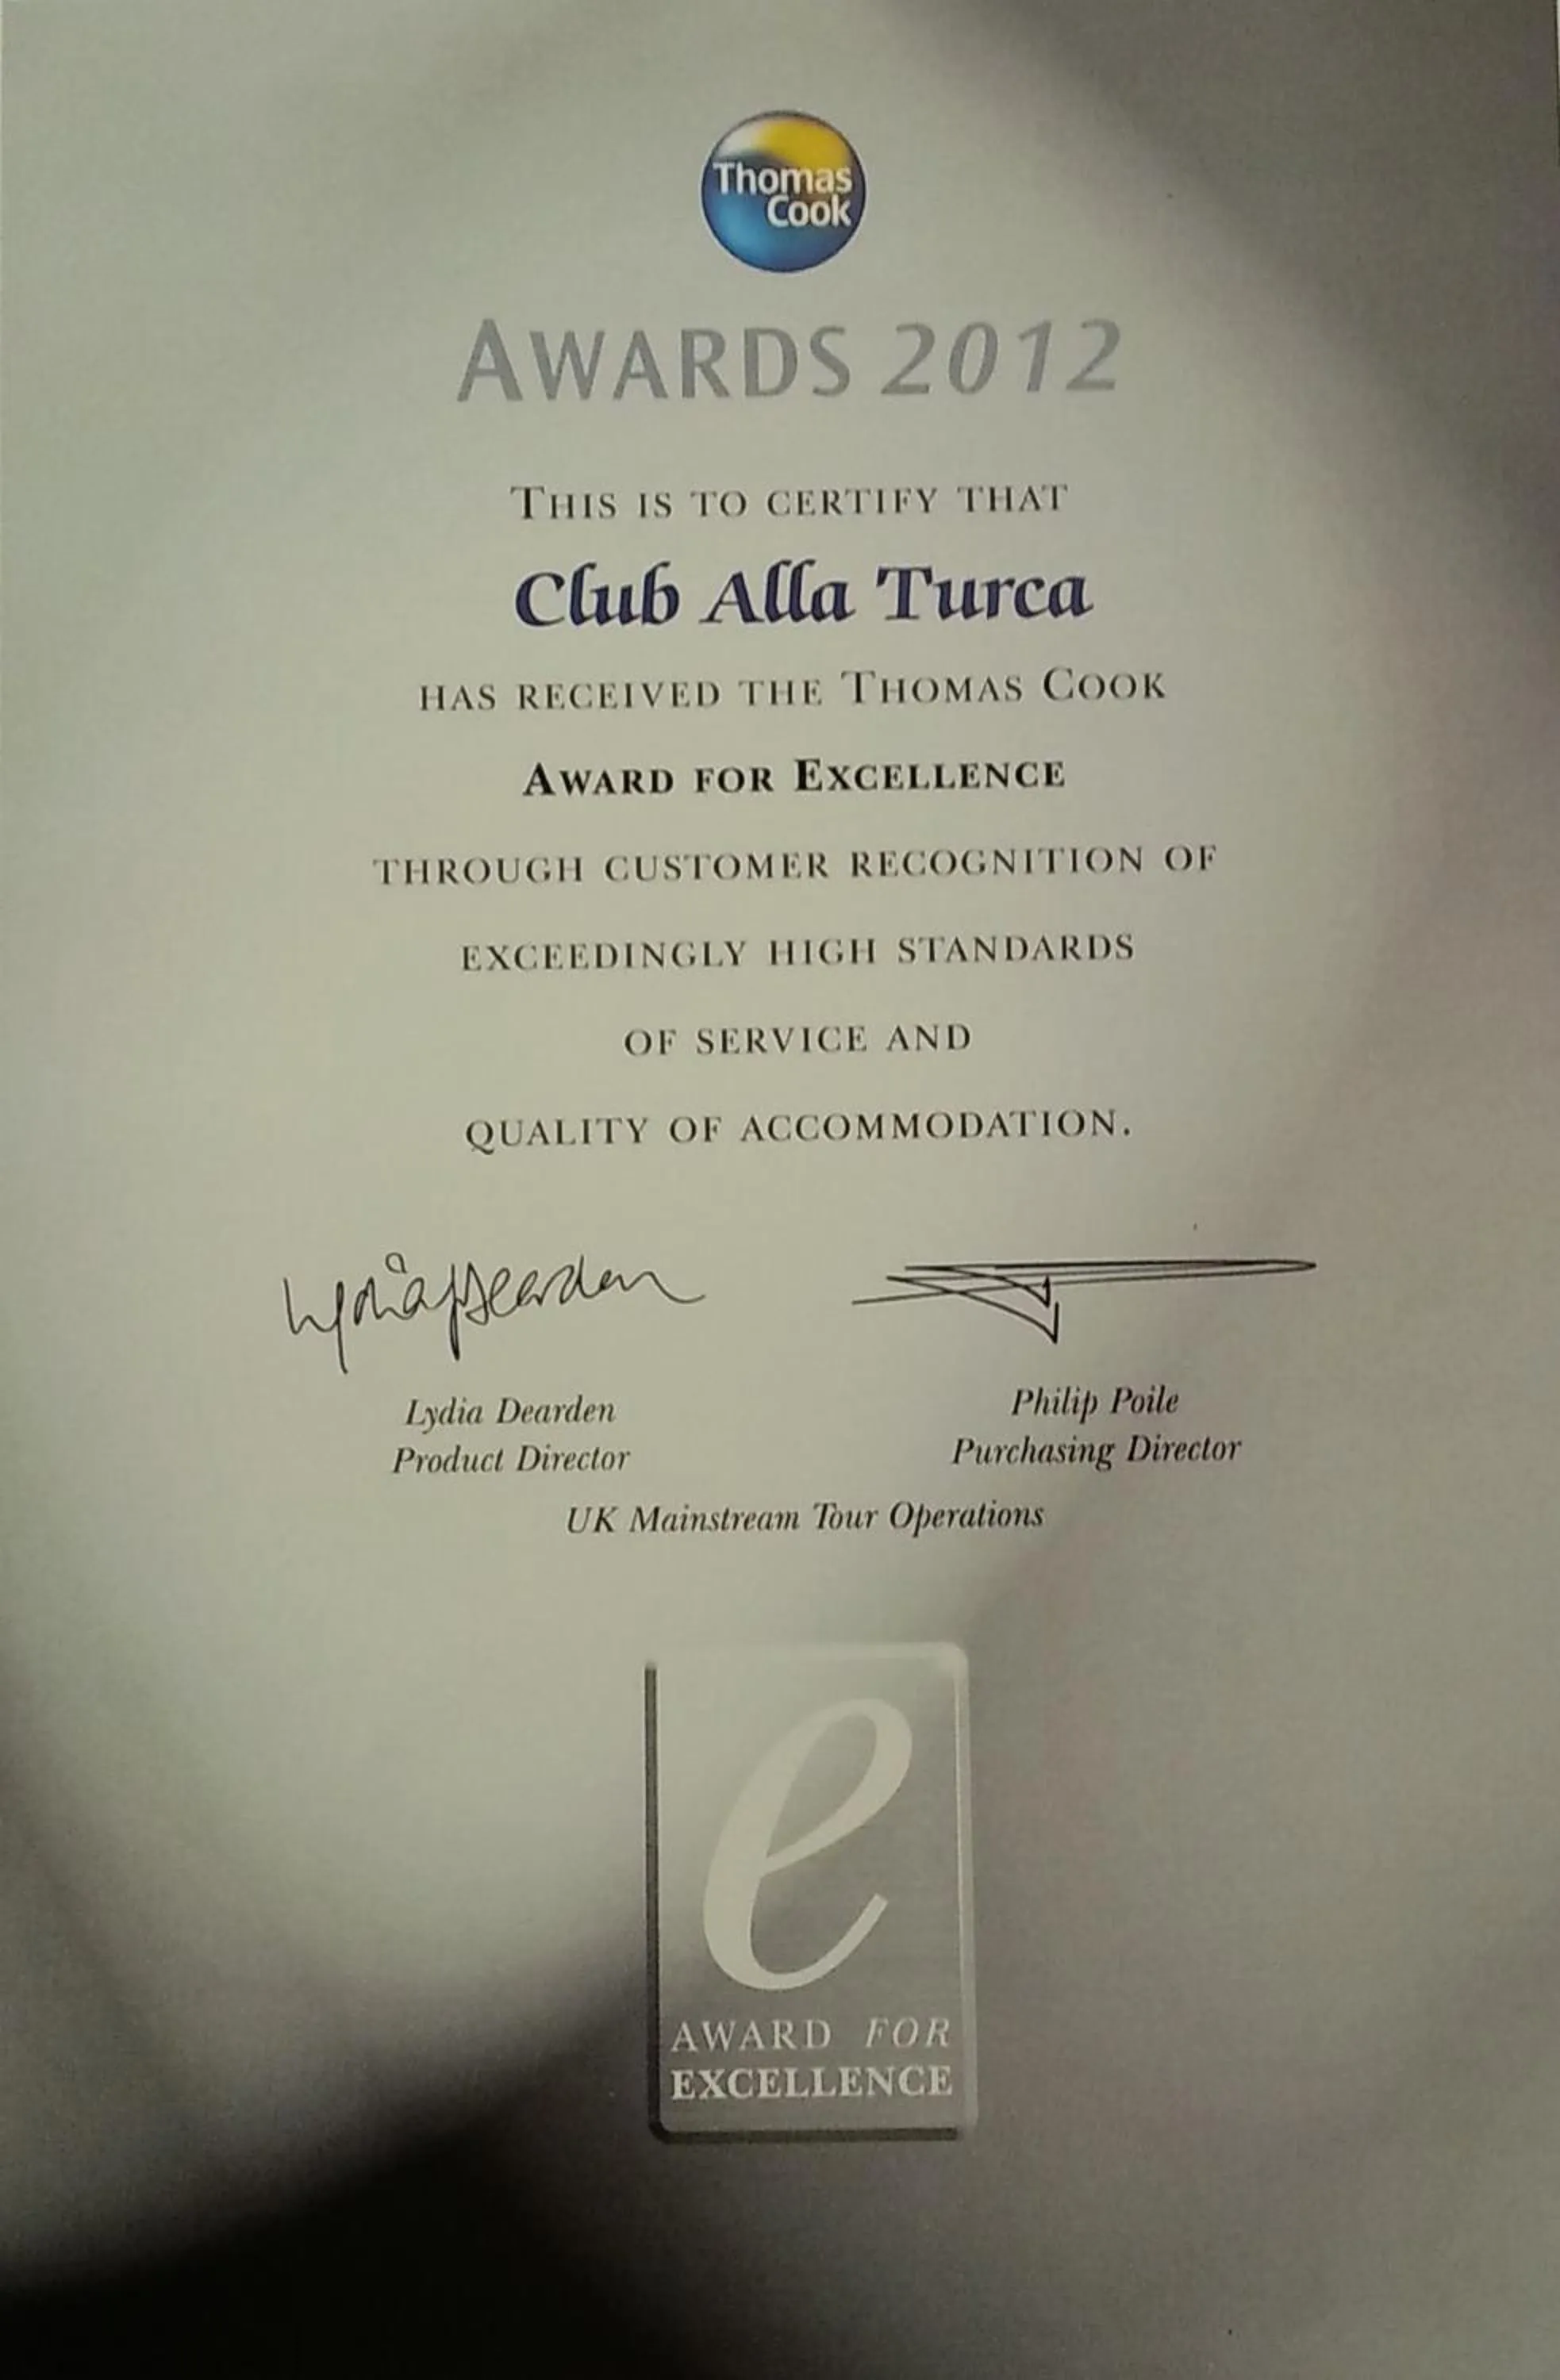 Thomas
Cook
AWARDS 2012
THIS IS TO CERTIFY THAT
Club Alla Turca
HAS RECEIVED THE THOMAS COOK
AWARD FOR EXCELLENCE
THROUGH CUSTOMER RECOGNITION OF
EXCEEDINGLY HIGH STANDARDS
OF SERVICE AND
QUALITY OF ACCOMMODATION.
Lydia Dearden
Product Director
Philip Poile
Purchasing Director
UK Mainstream Tour Operations
e
AWARD FOR
EXCELLENCE